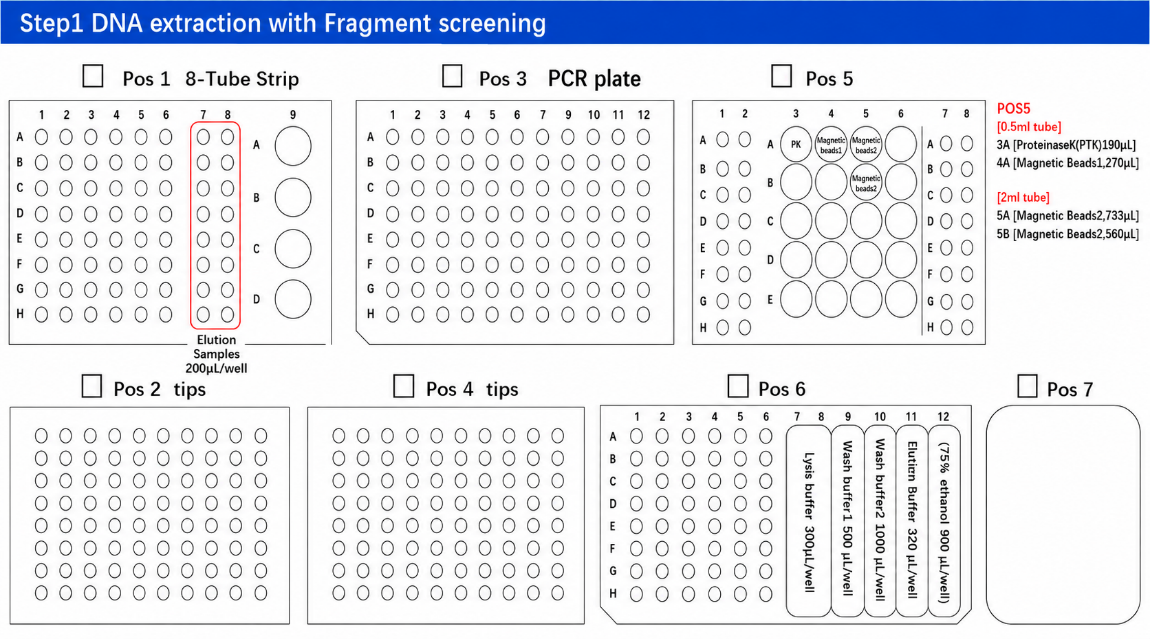 Step1 DNA extraction with Fragment screening
Pos 1 8-Tube Strip
1 2 3 4 5 6 7 8 9
A
B
C
D
E
F
G
H
A
B
C
D
Elution
Samples
200μL/well
Pos 3 PCR plate
1 2 3 4 5 6 7 8 9 10 11 12
A
B
C
D
E
F
G
H
Pos 5
1 2 3 4 5 6 7 8
A
B
C
D
E
F
G
H
A
B
C
D
E
PK
Magnetic
beads1
Magnetic
beads2
Magnetic
beads2
A
B
C
D
E
F
G
H
POS5
[0.5ml tube]
3A [ProteinaseK(PTK)190μL]
4A [Magnetic Beads1,270μL]
[2ml tube]
5A [Magnetic Beads2,733μL]
5B [Magnetic Beads2,560μL]
Pos 2 tips
Pos 4 tips
Pos 6
1 2 3 4 5 6 7 8 9 10 11 12
A
B
C
D
E
F
G
H
Lysis buffer 300μL/well
Wash buffer1 500 μL/well
Wash buffer2 1000 μL/well
Elution Buffer 320 μL/well
(75% ethanol 900 μL/well)
Pos 7